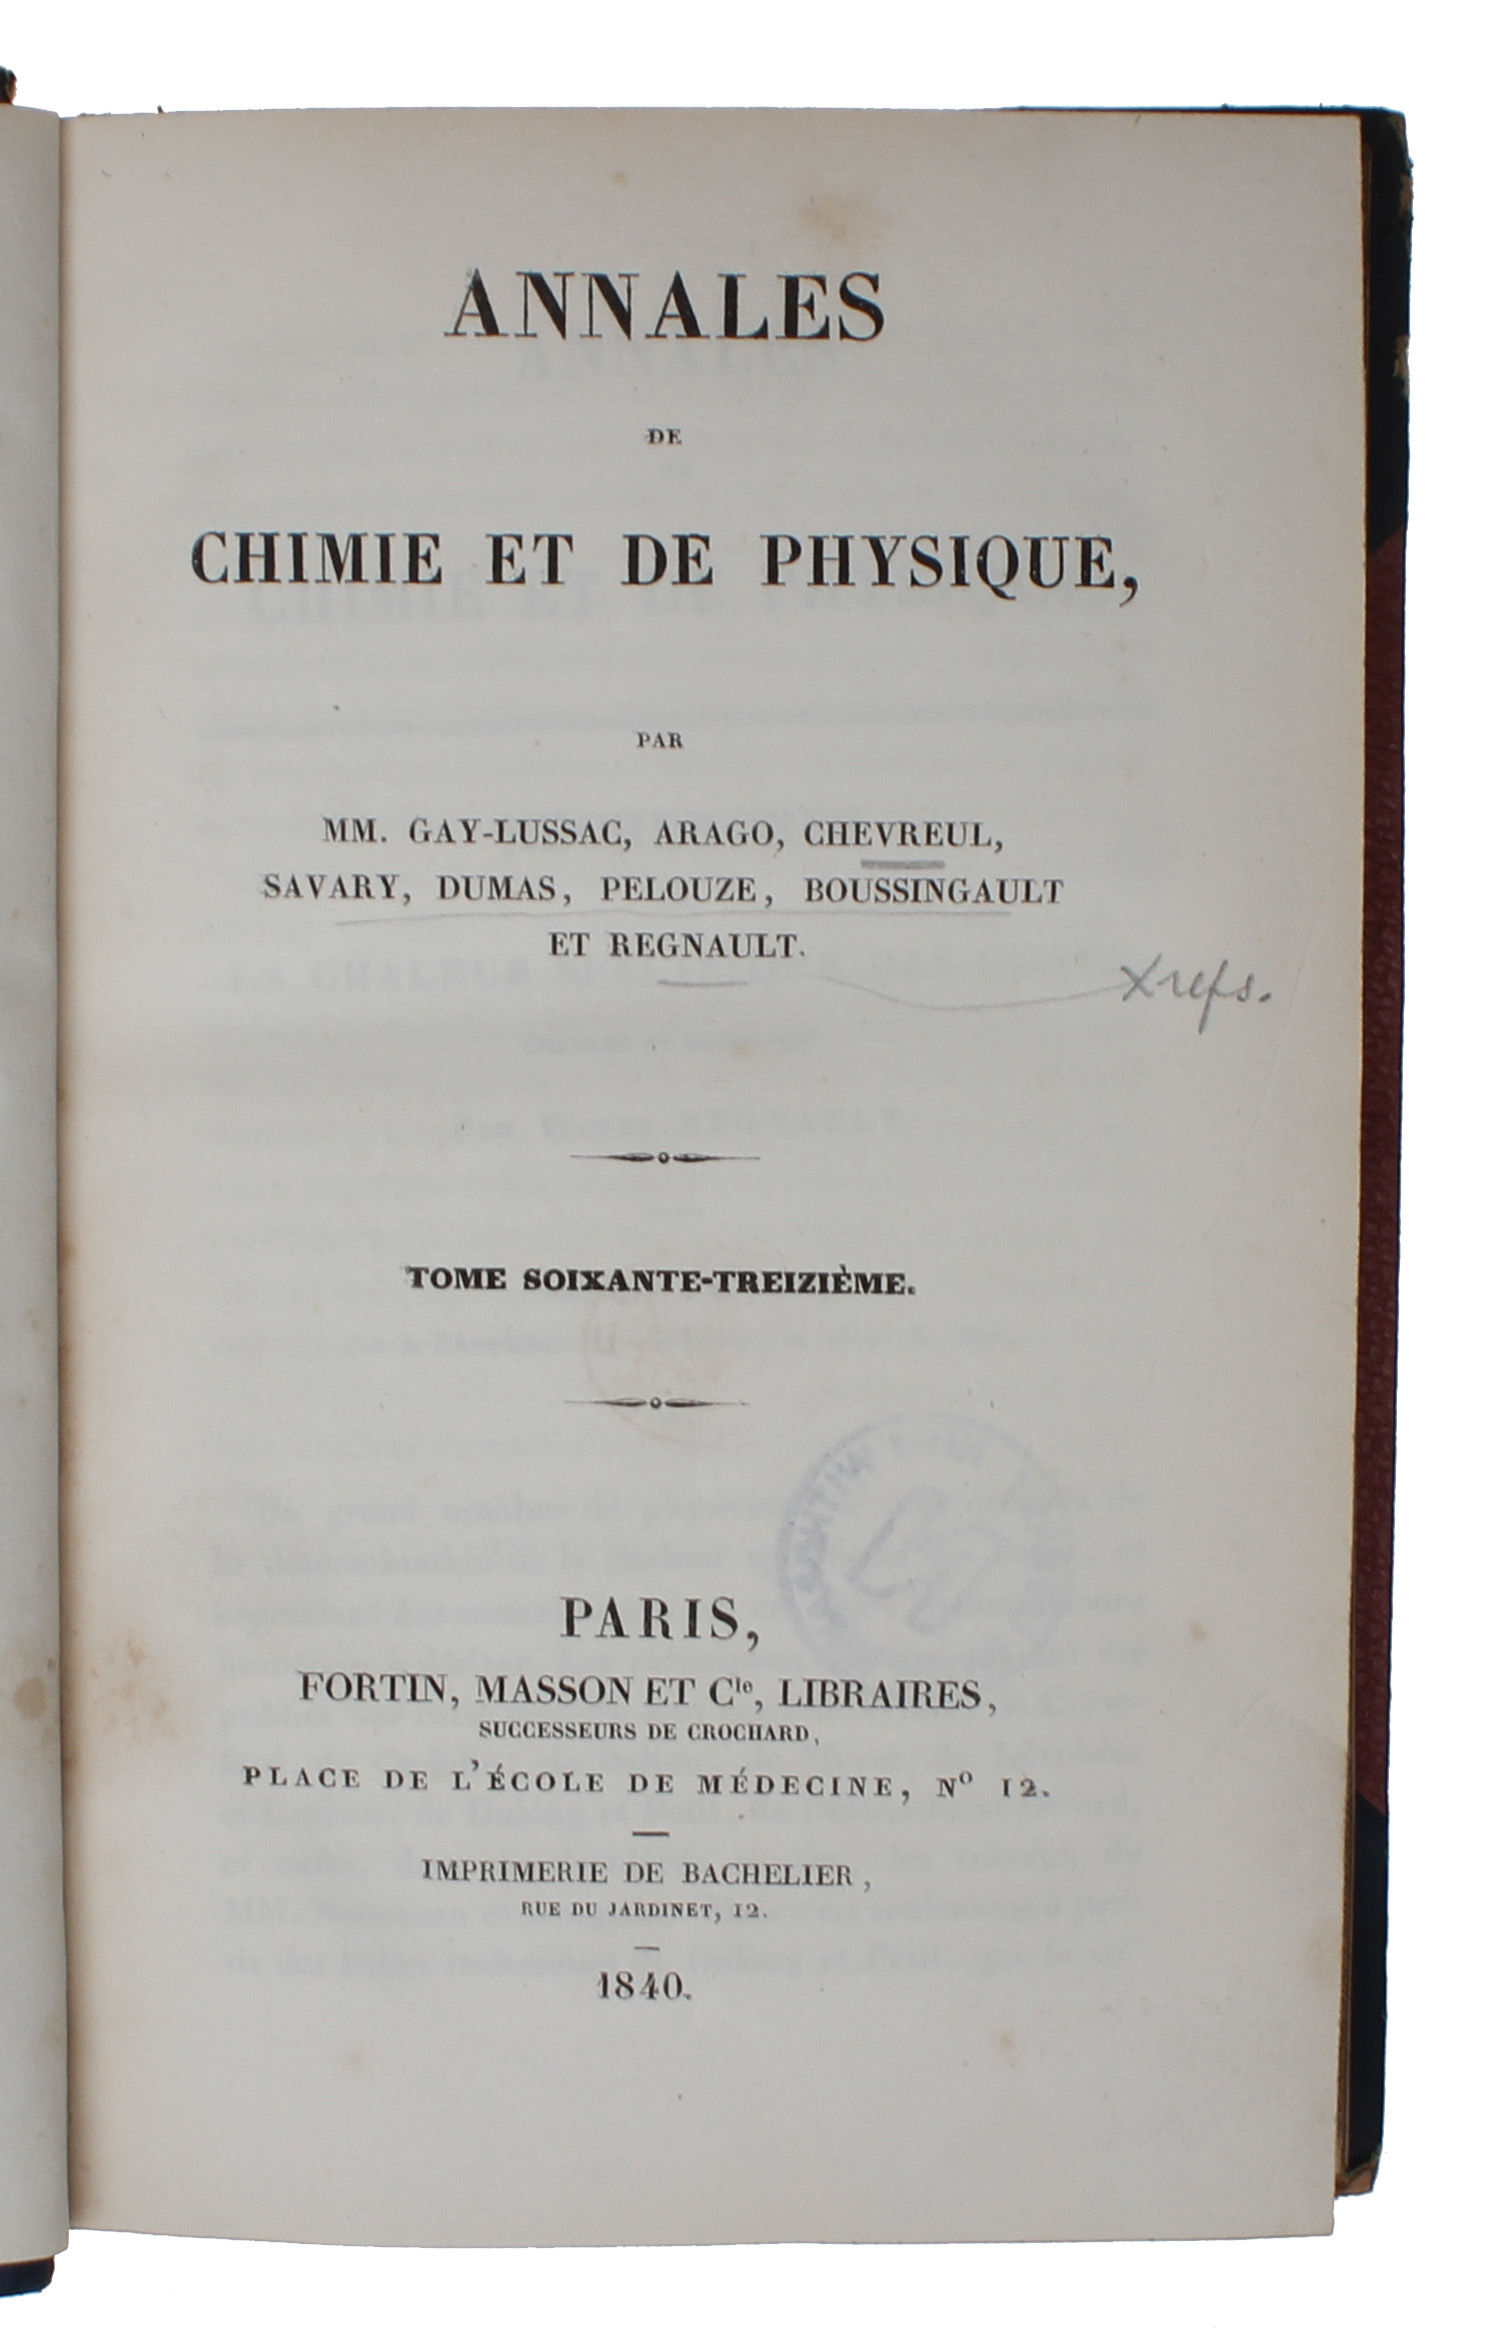 ANNALES
DE
CHIMIE ET DE PHYSIQUE,
PAR
MM. GAY-LUSSAC, ARAGO, CHEVREUL,
SAVARY, DUMAS, PELOUZE, BOUSSINGAULT
ET REGNAULT.
Xrefs.
TOME SOIXANTE-TREIZIÈME.
PARIS,
FORTIN, MASSON ET Cie, LIBRAIRES,
SUCCESSEURS DE CROCHARD,
PLACE DE L'ÉCOLE DE MÉDECINE, No 12.
IMPRIMERIE DE BACHELIER,
RUE DU JARDINET, 12.
1840.